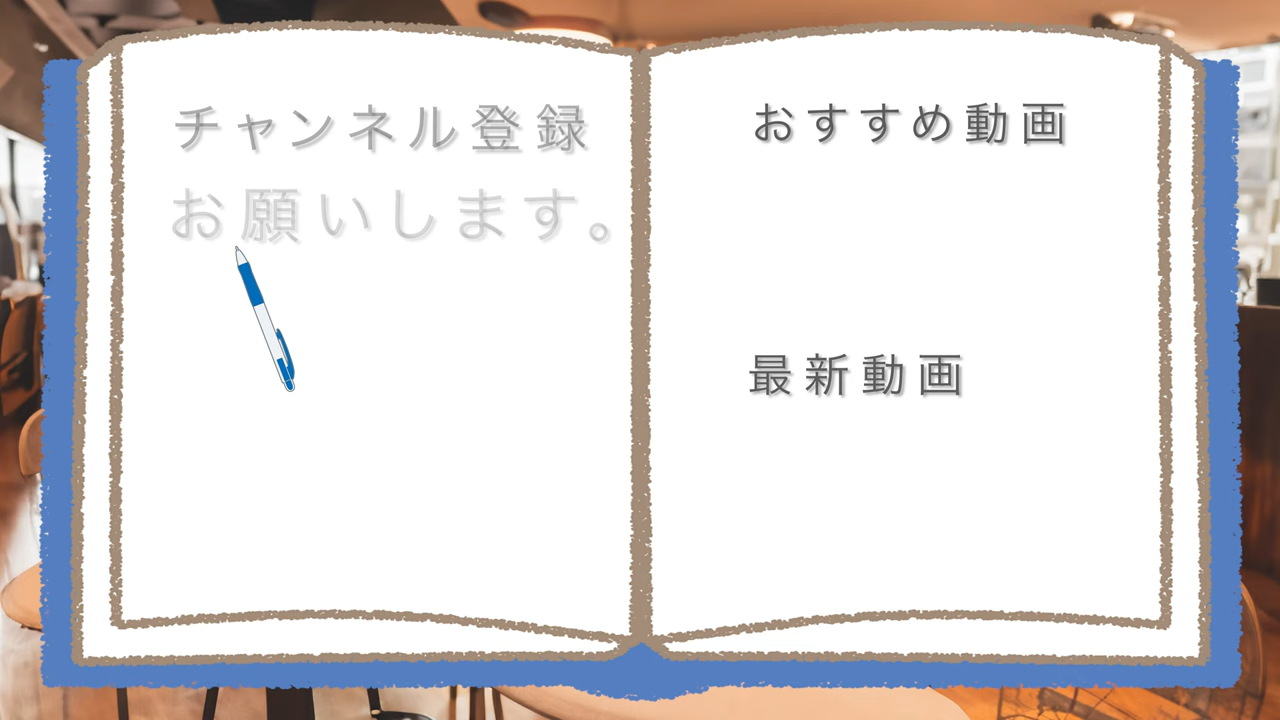 チャンネル登録
お願いします。
おすすめ動画
最新動画